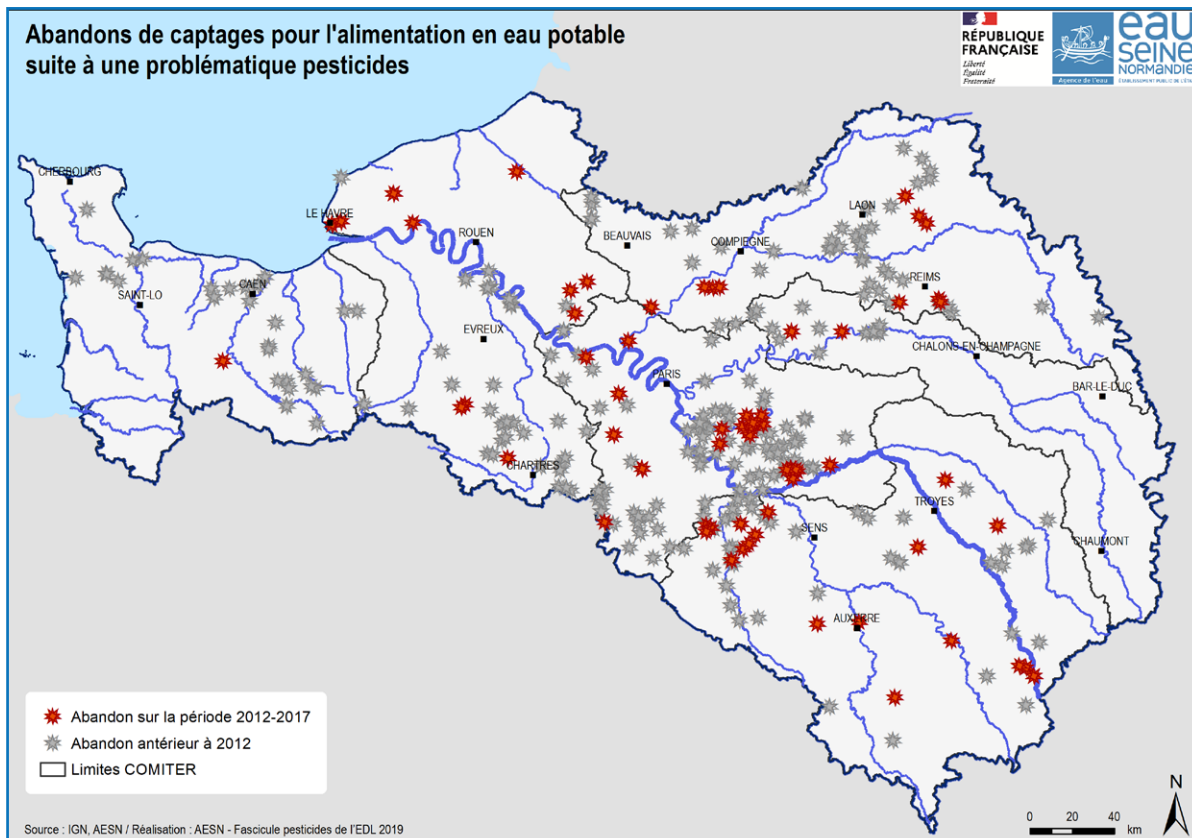 Abandons de captages pour l'alimentation en eau potable
suite à une problématique pesticides
RÉPUBLIQUE
FRANÇAISE
Liberté
Égalité
Fraternité
eau
SEINE
NORMANDIE
Agence de l'eau
CHERBOURG
LE HAVRE
ROUEN
BEAUVAIS
COMPIEGNE
LAON
REIMS
SAINT-LO
CAEN
EVREUX
PARIS
CHALONS-EN-CHAMPAGNE
BAR-LE-DUC
CHARTRES
TROYES
SENS
CHAUMONT
AUXERRE
Abandon sur la période 2012-2017
Abandon antérieur à 2012
Limites COMITER
N
0 20 40
km
Source : IGN, AESN / Réalisation : AESN - Fascicule pesticides de l'EDL 2019